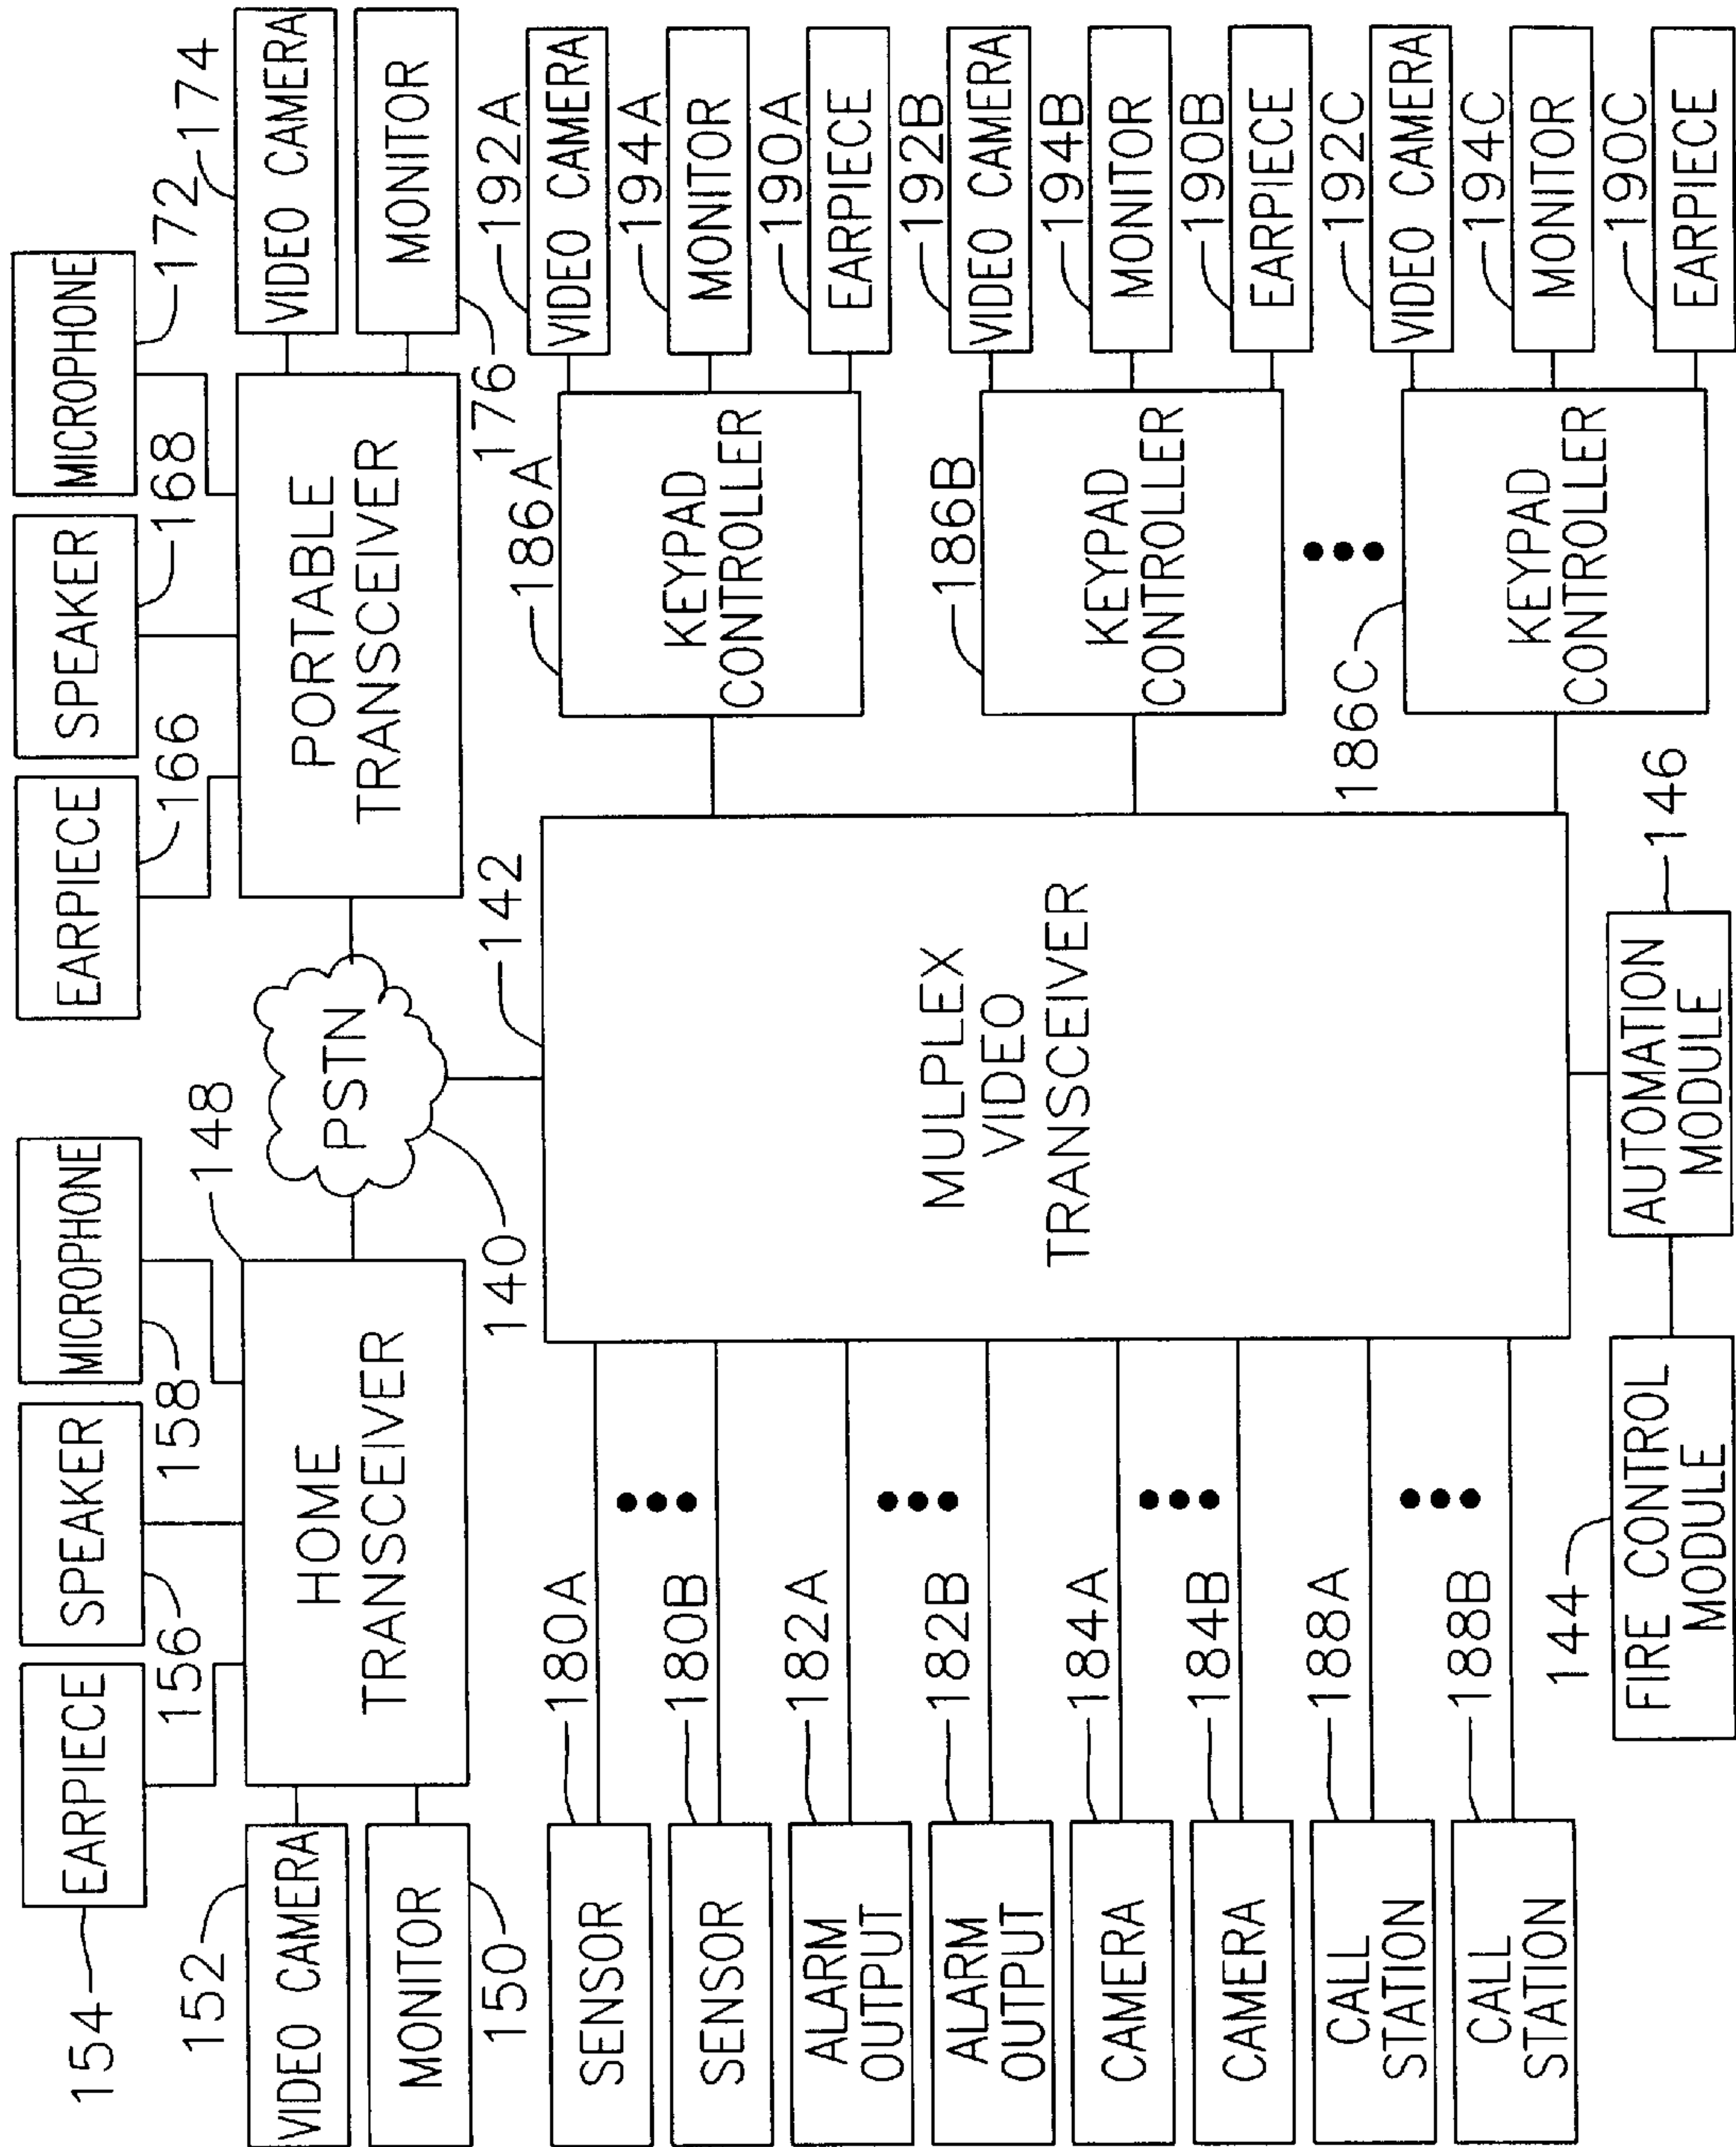 154
EARPIECE
SPEAKER
MICROPHONE
EARPIECE
SPEAKER
MICROPHONE
156
158
148
166
168
172
174
152
VIDEO CAMERA
HOME
TRANSCEIVER
PSTN
PORTABLE
TRANSCEIVER
VIDEO CAMERA
MONITOR
150
140
142
176
MONITOR
SENSOR
180A
SENSOR
180B
ALARM
OUTPUT
182A
ALARM
OUTPUT
182B
CAMERA
184A
CAMERA
184B
CALL
STATION
188A
CALL
STATION
188B
MULPLEX
VIDEO
TRANSCEIVER
186A
KEYPAD
CONTROLLER
192A
VIDEO CAMERA
194A
MONITOR
190A
EARPIECE
186B
KEYPAD
CONTROLLER
192B
VIDEO CAMERA
194B
MONITOR
190B
EARPIECE
186C
KEYPAD
CONTROLLER
192C
VIDEO CAMERA
194C
MONITOR
190C
EARPIECE
144
FIRE CONTROL
MODULE
AUTOMATION
MODULE
146